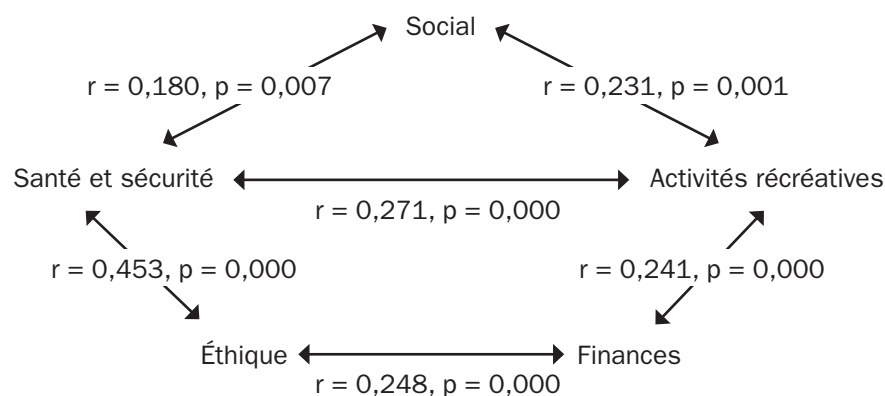 Social
r = 0,180, p = 0,007
r = 0,231, p = 0,001
Santé et sécurité
Activités récréatives
r = 0,271, p = 0,000
r = 0,453, p = 0,000
r = 0,241, p = 0,000
Éthique
Finances
r = 0,248, p = 0,000